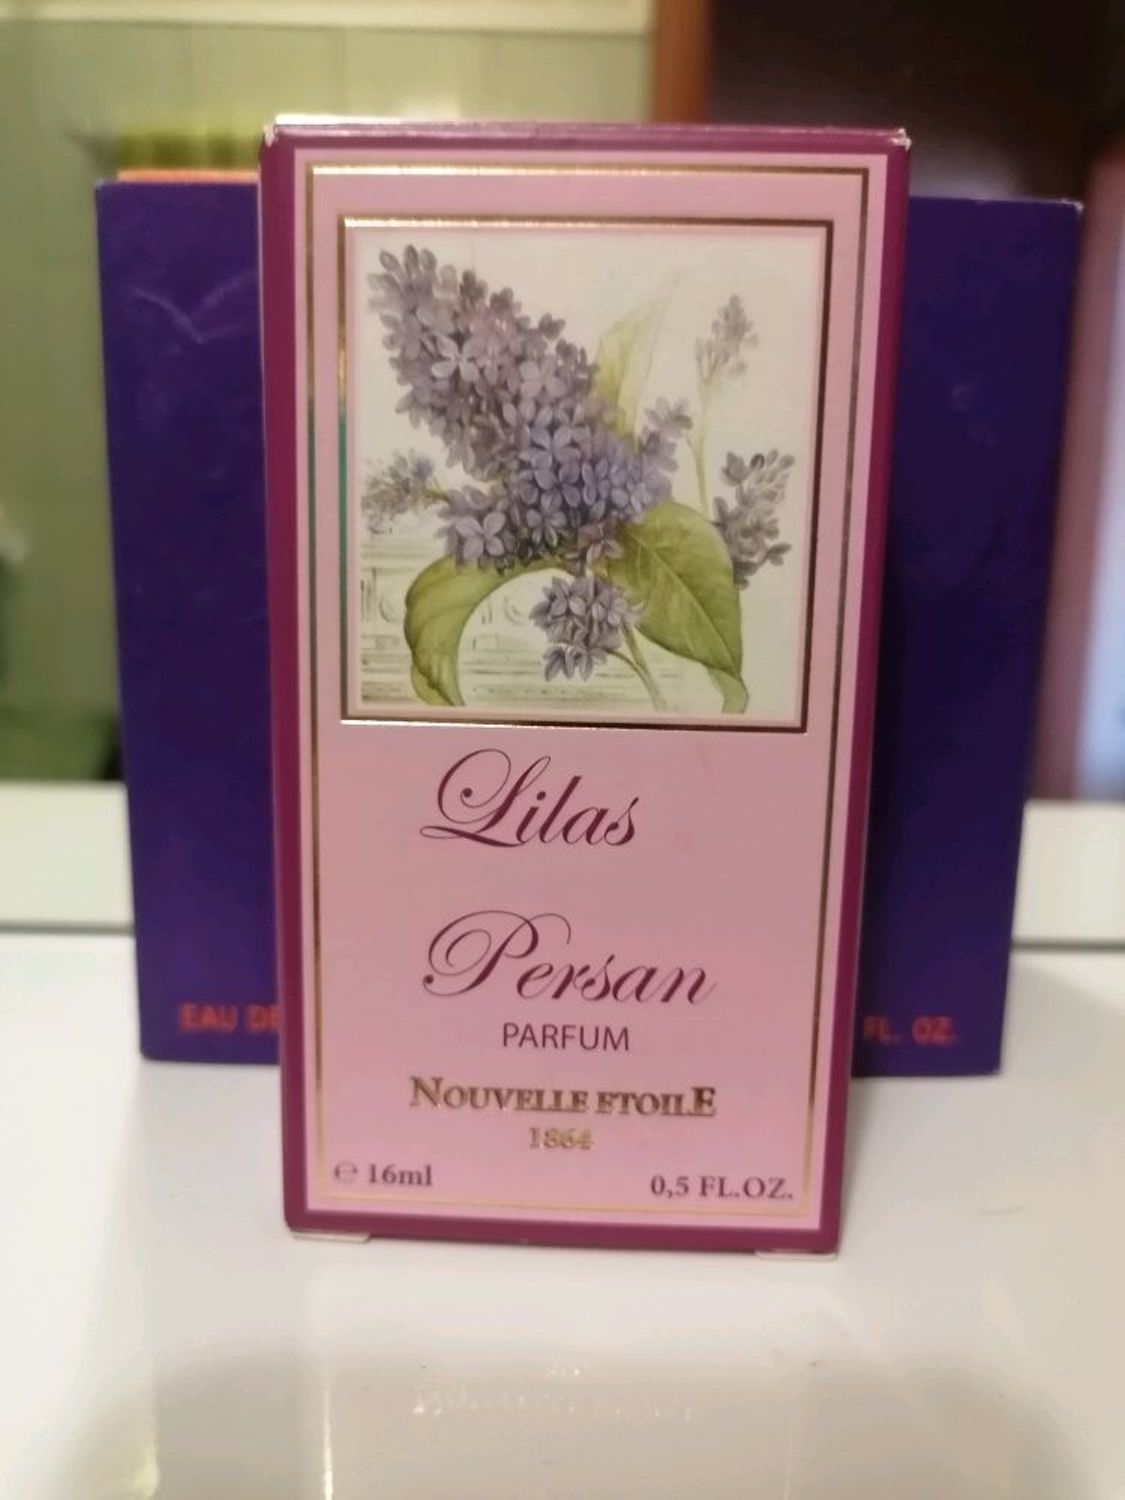 Lilas
Persan
PARFUM
NOUVELLE ETOILE
1864
℮ 16ml
0,5 FL.OZ.
EAU DE
FL. OZ.